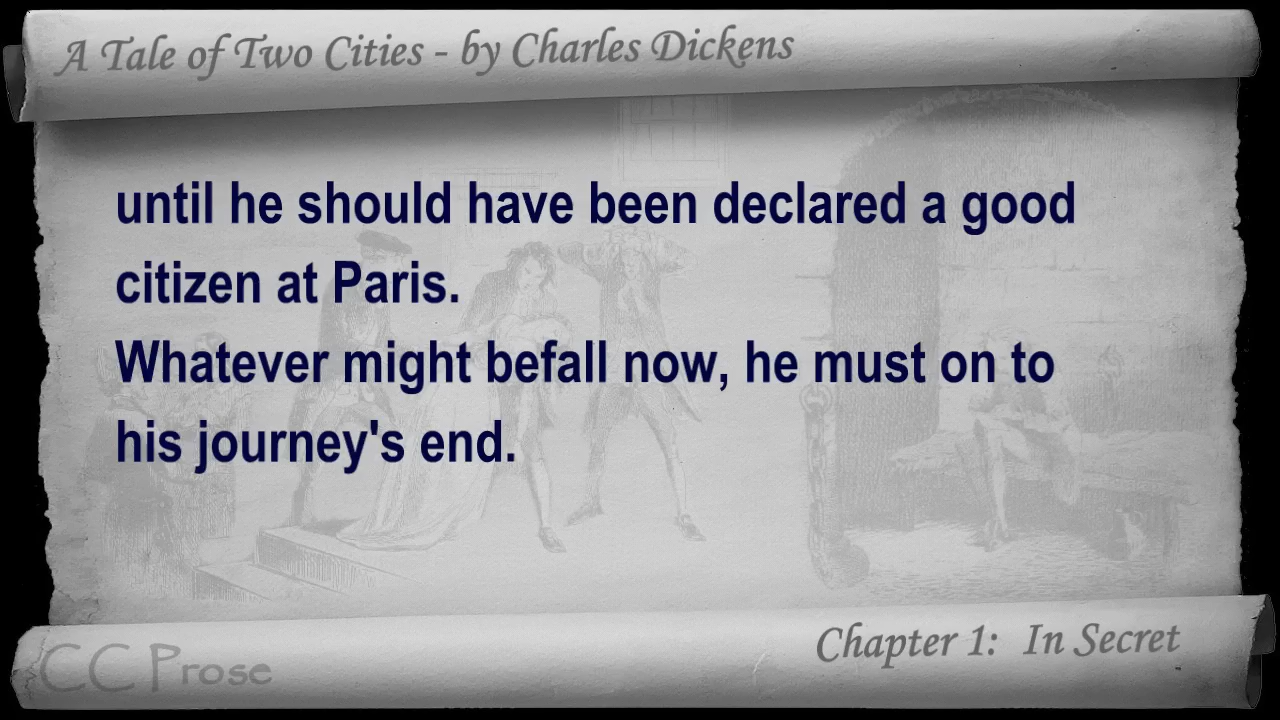 A Tale of Two Cities - by Charles Dickens
until he should have been declared a good
citizen at Paris.
Whatever might befall now, he must on to
his journey's end.
Chapter 1: In Secret
CC Prose